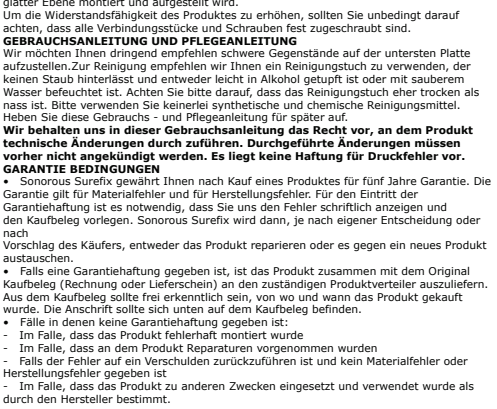 glatter Ebene montiert und aufgestellt wird.
Um die Widerstandsfähigkeit des Produktes zu erhöhen, sollten Sie unbedingt darauf
achten, dass alle Verbindungsstücke und Schrauben fest zugeschraubt sind.
GEBRAUCHSANLEITUNG UND PFLEGEANLEITUNG
Wir möchten Ihnen dringend empfehlen schwere Gegenstände auf der untersten Platte
aufzustellen.Zur Reinigung empfehlen wir Ihnen ein Reinigungstuch zu verwenden, der
keinen Staub hinterlässt und entweder leicht in Alkohol getupft ist oder mit sauberem
Wasser befeuchtet ist. Achten Sie bitte darauf, dass das Reinigungstuch eher trocken als
nass ist. Bitte verwenden Sie keinerlei synthetische und chemische Reinigungsmittel.
Heben Sie diese Gebrauchs - und Pflegeanleitung für später auf.
Wir behalten uns in dieser Gebrauchsanleitung das Recht vor, an dem Produkt
technische Änderungen durch zuführen. Durchgeführte Änderungen müssen
vorher nicht angekündigt werden. Es liegt keine Haftung für Druckfehler vor.
GARANTIE BEDINGUNGEN
• Sonorous Surefix gewährt Ihnen nach Kauf eines Produktes für fünf Jahre Garantie. Die
Garantie gilt für Materialfehler und für Herstellungsfehler. Für den Eintritt der
Garantiehaftung ist es notwendig, dass Sie uns den Fehler schriftlich anzeigen und
den Kaufbeleg vorlegen. Sonorous Surefix wird dann, je nach eigener Entscheidung oder
nach
Vorschlag des Käufers, entweder das Produkt reparieren oder es gegen ein neues Produkt
austauschen.
• Falls eine Garantiehaftung gegeben ist, ist das Produkt zusammen mit dem Original
Kaufbeleg (Rechnung oder Lieferschein) an den zuständigen Produktverteiler auszuliefern.
Aus dem Kaufbeleg sollte frei erkenntlich sein, von wo und wann das Produkt gekauft
wurde. Die Anschrift sollte sich unten auf dem Kaufbeleg befinden.
• Fälle in denen keine Garantiehaftung gegeben ist:
- Im Falle, dass das Produkt fehlerhaft montiert wurde
- Im Falle, dass an dem Produkt Reparaturen vorgenommen wurden
- Falls der Fehler auf ein Verschulden zurückzuführen ist und kein Materialfehler oder
Herstellungsfehler gegeben ist
- Im Falle, dass das Produkt zu anderen Zwecken eingesetzt und verwendet wurde als
durch den Hersteller bestimmt.